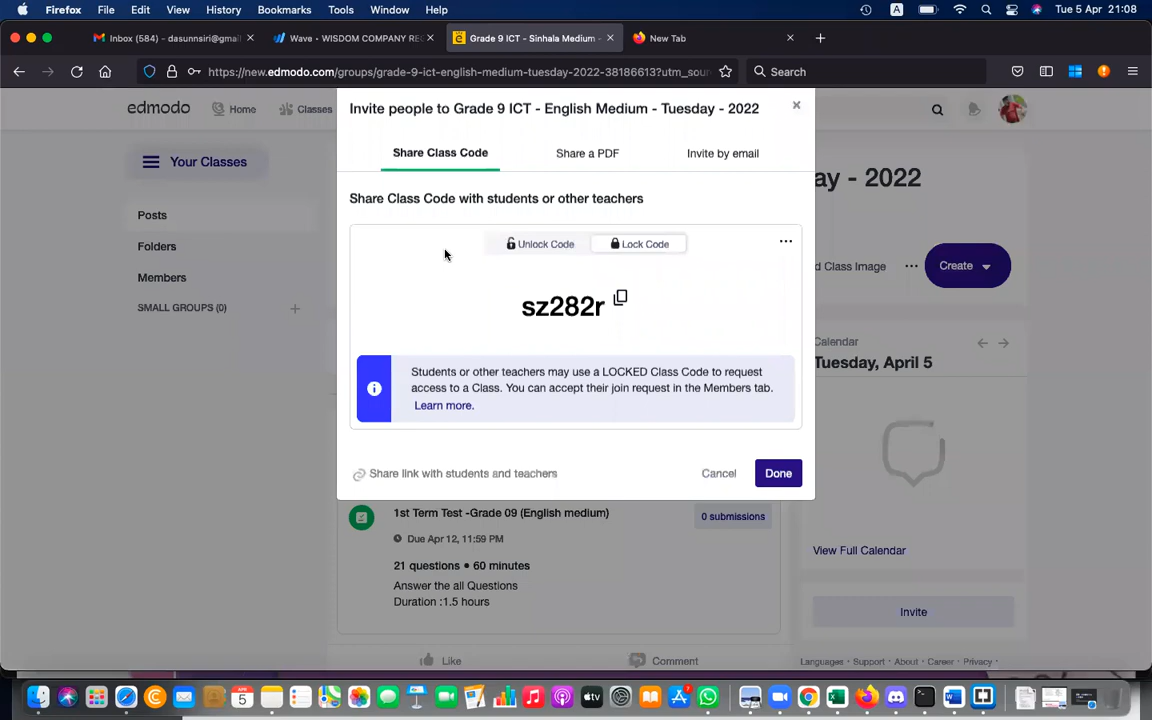 Firefox File Edit View History Bookmarks Tools Window Help A Tue 5 Apr 21:08
Inbox (584) - dasunnsiri@gmai Wave • WISDOM COMPANY RE Grade 9 ICT - Sinhala Medium - New Tab
https://new.edmodo.com/groups/grade-9-ict-english-medium-tuesday-2022-38186613?utm_sour Search
edmodo Home Classes
Invite people to Grade 9 ICT - English Medium - Tuesday - 2022
Share Class Code Share a PDF Invite by email
Your Classes
ay - 2022
Share Class Code with students or other teachers
Posts
Folders
Members
SMALL GROUPS (0)
Unlock Code Lock Code
d Class Image Create
sz282r
Calendar
Tuesday, April 5
Students or other teachers may use a LOCKED Class Code to request
access to a Class. You can accept their join request in the Members tab.
Learn more.
Share link with students and teachers Cancel Done
1st Term Test -Grade 09 (English medium) 0 submissions
Due Apr 12, 11:59 PM
21 questions • 60 minutes
Answer the all Questions
Duration :1.5 hours
View Full Calendar
Invite
Like Comment
Languages • Support • About • Career • Privacy •